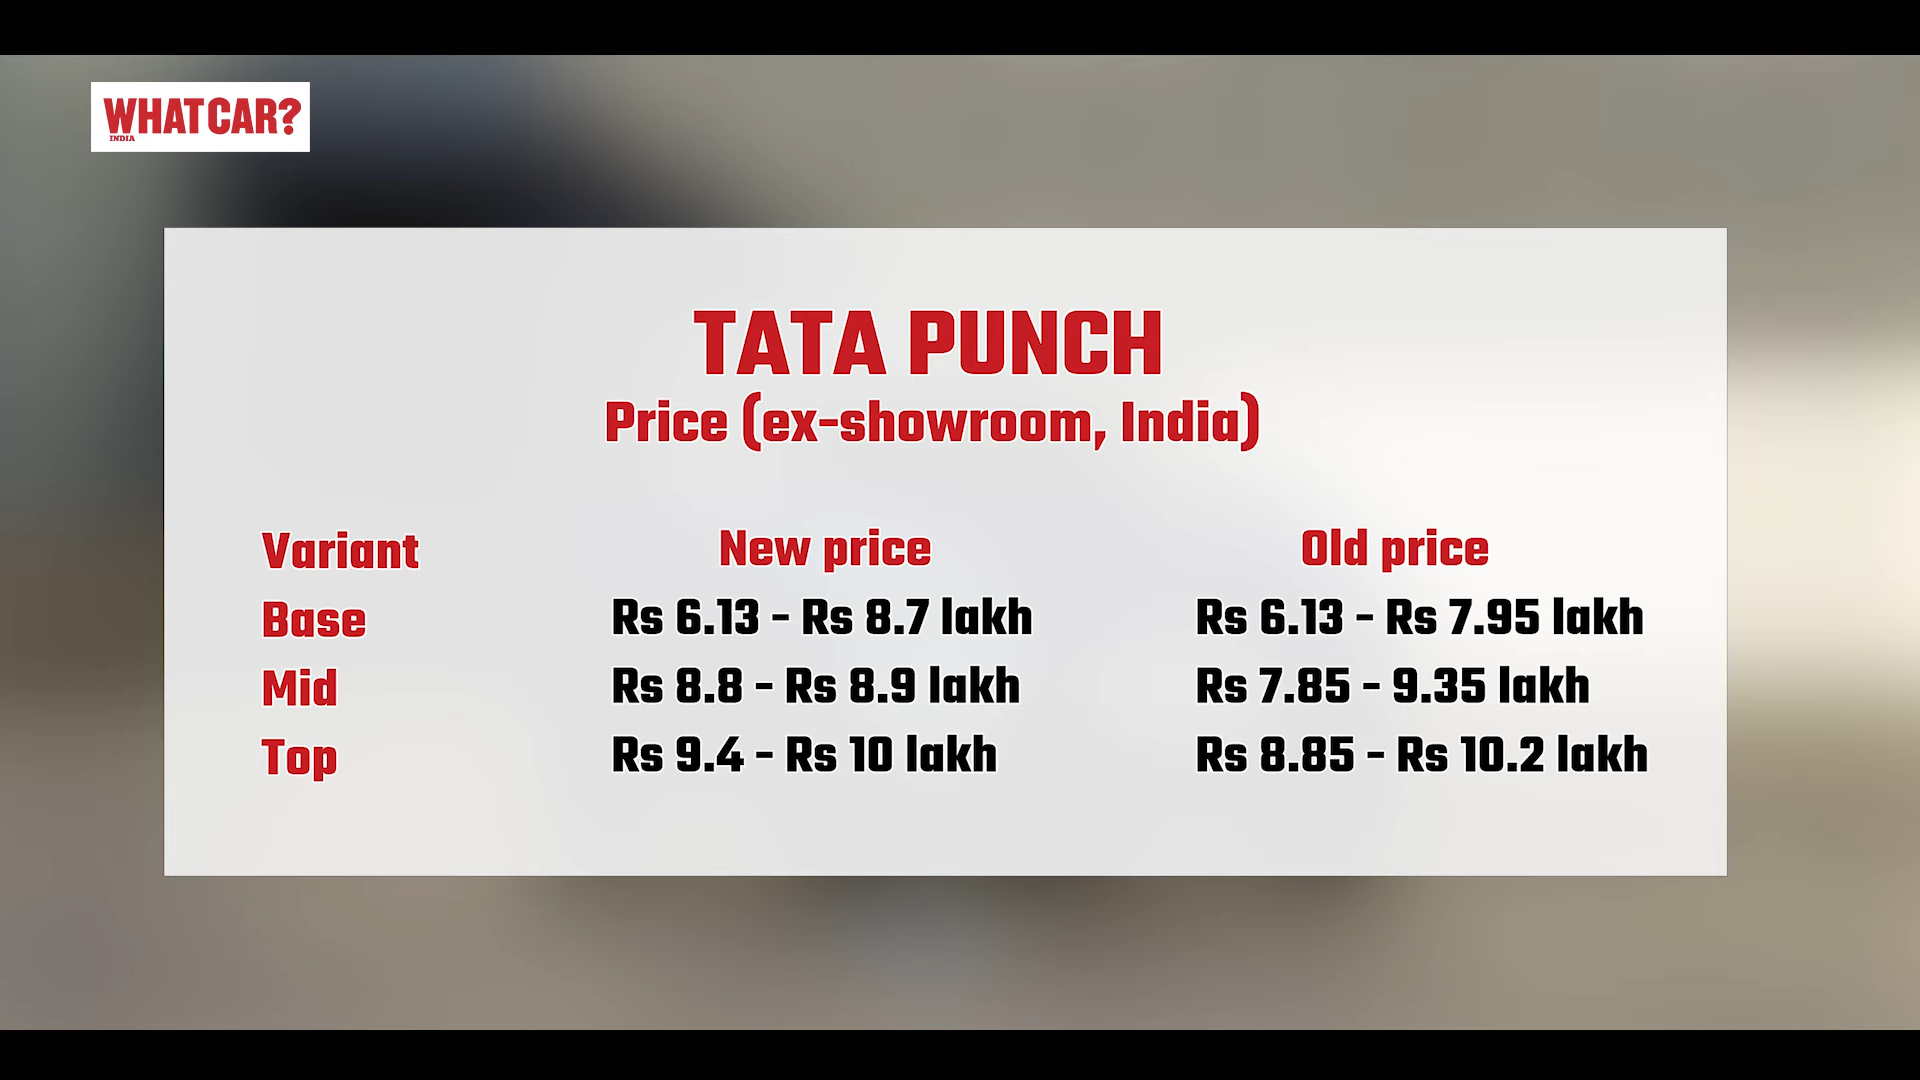 WHAT CAR?
INDIA
TATA PUNCH
Price (ex-showroom, India)
Variant New price Old price
Base Rs 6.13 - Rs 8.7 lakh Rs 6.13 - Rs 7.95 lakh
Mid Rs 8.8 - Rs 8.9 lakh Rs 7.85 - 9.35 lakh
Top Rs 9.4 - Rs 10 lakh Rs 8.85 - Rs 10.2 lakh